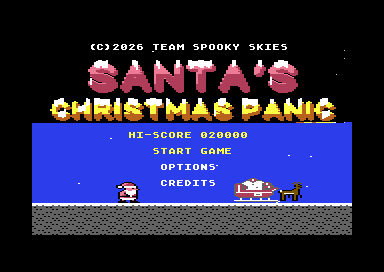 (C)2026 TEAM SPOOKY SKIES
SANTA'S
CHRISTMAS PANIC
HI-SCORE 020000
START GAME
OPTIONS
CREDITS